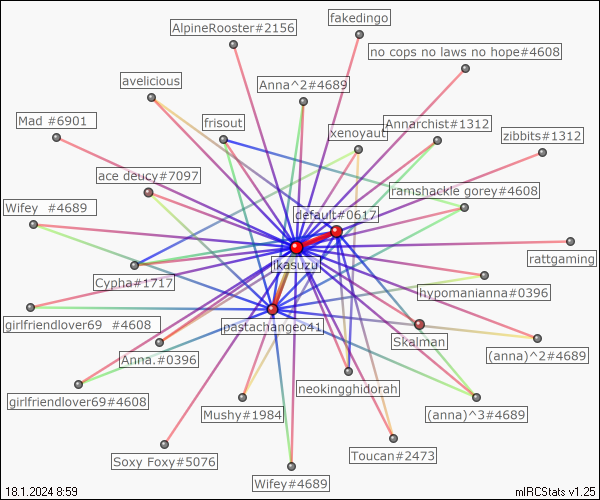 fakedingo
AlpineRooster#2156
no cops no laws no hope#4608
avelicious
Anna^2#4689
Mad #6901
frisout
xenoyaut
Annarchist#1312
zibbits#1312
ace deucy#7097
ramshackle gorey#4608
Wifey  #4689
default#0617
jkasuzu
rattgaming
Cypha#1717
hypomanianna#0396
girlfriendlover69  #4608
pastachangeo41
Skalman
Anna.#0396
(anna)^2#4689
neokingghidorah
girlfriendlover69#4608
Mushy#1984
(anna)^3#4689
Soxy Foxy#5076
Toucan#2473
Wifey#4689
18.1.2024 8:59
mIRCStats v1.25